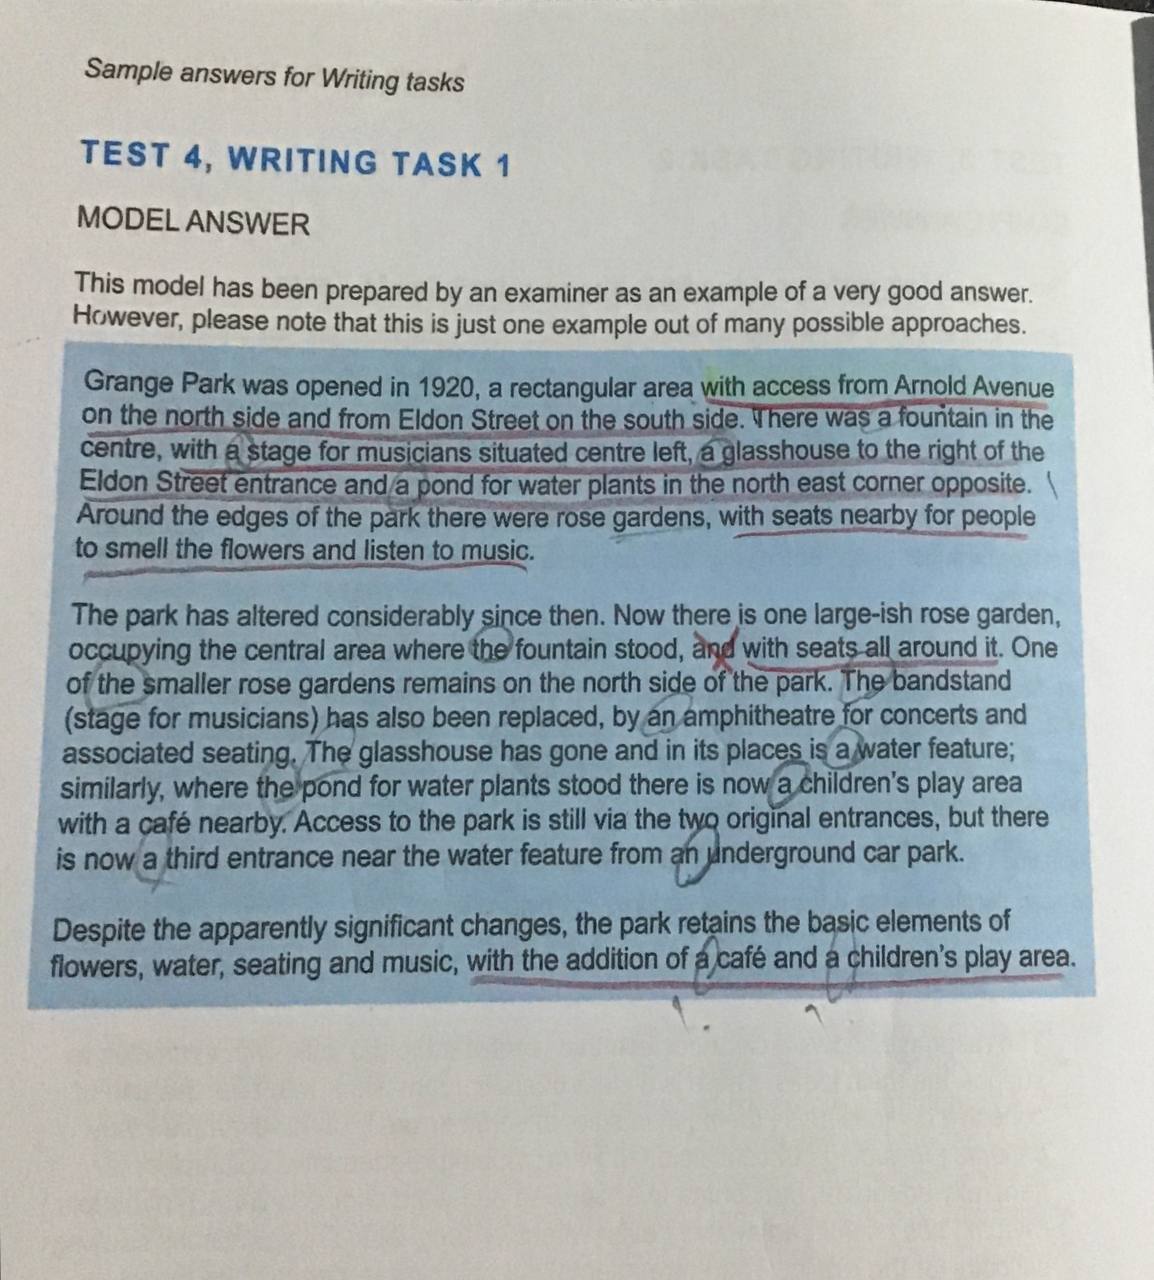 Sample answers for Writing tasks
TEST 4, WRITING TASK 1
MODEL ANSWER
This model has been prepared by an examiner as an example of a very good answer.
However, please note that this is just one example out of many possible approaches.
Grange Park was opened in 1920, a rectangular area with access from Arnold Avenue
on the north side and from Eldon Street on the south side. There was a fountain in the
centre, with a stage for musicians situated centre left, a glasshouse to the right of the
Eldon Street entrance and a pond for water plants in the north east corner opposite.
Around the edges of the park there were rose gardens, with seats nearby for people
to smell the flowers and listen to music.
The park has altered considerably since then. Now there is one large-ish rose garden,
occupying the central area where the fountain stood, and with seats all around it. One
of the smaller rose gardens remains on the north side of the park. The bandstand
(stage for musicians) has also been replaced, by an amphitheatre for concerts and
associated seating. The glasshouse has gone and in its places is a water feature;
similarly, where the pond for water plants stood there is now a children's play area
with a café nearby. Access to the park is still via the two original entrances, but there
is now a third entrance near the water feature from an underground car park.
Despite the apparently significant changes, the park retains the basic elements of
flowers, water, seating and music, with the addition of a café and a children's play area.